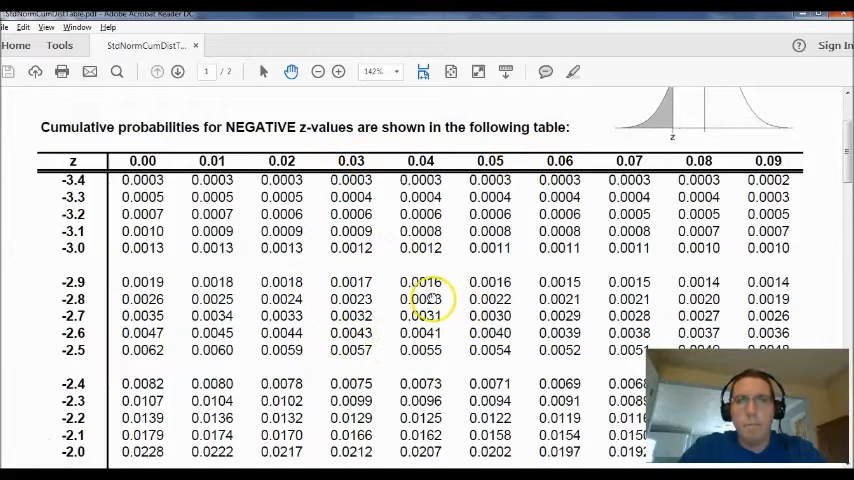 StdNormCumDistTable.pdf - Adobe Acrobat Reader DC
Edit View Window Help
Home Tools StdNormCumDistT... × Sign In
1 / 2 142%
Cumulative probabilities for NEGATIVE z-values are shown in the following table:
z
z 0.00 0.01 0.02 0.03 0.04 0.05 0.06 0.07 0.08 0.09
-3.4 0.0003 0.0003 0.0003 0.0003 0.0003 0.0003 0.0003 0.0003 0.0003 0.0002
-3.3 0.0005 0.0005 0.0005 0.0004 0.0004 0.0004 0.0004 0.0004 0.0004 0.0003
-3.2 0.0007 0.0007 0.0006 0.0006 0.0006 0.0006 0.0006 0.0005 0.0005 0.0005
-3.1 0.0010 0.0009 0.0009 0.0009 0.0008 0.0008 0.0008 0.0008 0.0007 0.0007
-3.0 0.0013 0.0013 0.0013 0.0012 0.0012 0.0011 0.0011 0.0011 0.0010 0.0010
-2.9 0.0019 0.0018 0.0018 0.0017 0.0016 0.0016 0.0015 0.0015 0.0014 0.0014
-2.8 0.0026 0.0025 0.0024 0.0023 0.0022 0.0021 0.0021 0.0020 0.0019
-2.7 0.0035 0.0034 0.0033 0.0032 0.0031 0.0030 0.0029 0.0028 0.0027 0.0026
-2.6 0.0047 0.0045 0.0044 0.0043 0.0041 0.0040 0.0039 0.0038 0.0037 0.0036
-2.5 0.0062 0.0060 0.0059 0.0057 0.0055 0.0054 0.0052
-2.4 0.0082 0.0080 0.0078 0.0075 0.0073 0.0071 0.0069
-2.3 0.0107 0.0104 0.0102 0.0099 0.0096 0.0094 0.0091
-2.2 0.0139 0.0136 0.0132 0.0129 0.0125 0.0122 0.0119
-2.1 0.0179 0.0174 0.0170 0.0166 0.0162 0.0158 0.0154
-2.0 0.0228 0.0222 0.0217 0.0212 0.0207 0.0202 0.0197